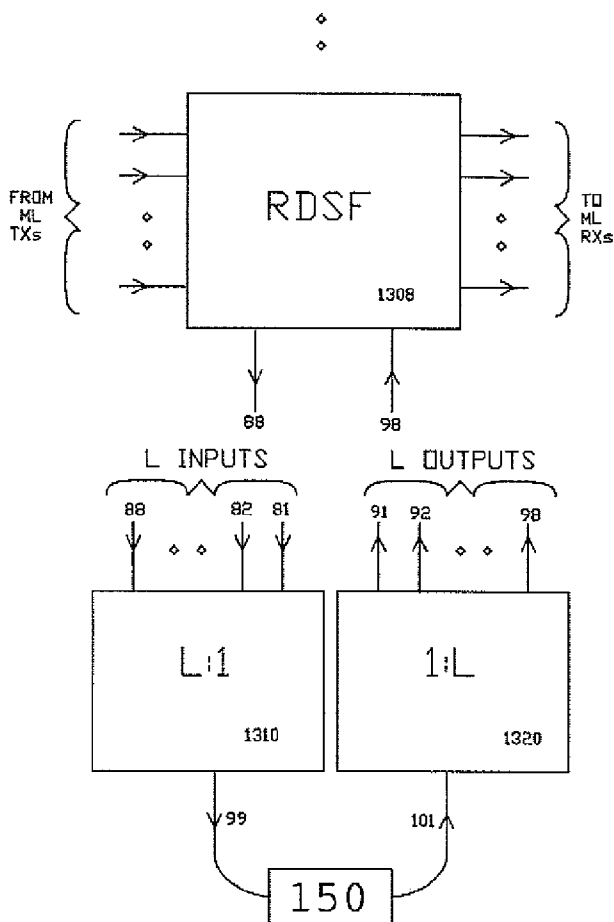 FROM
ML
TXs
RDSF
TO
ML
RXs
1308
88
98
L INPUTS
L OUTPUTS
88
82
81
91
92
98
L:1
1:L
1310
1320
99
101
150